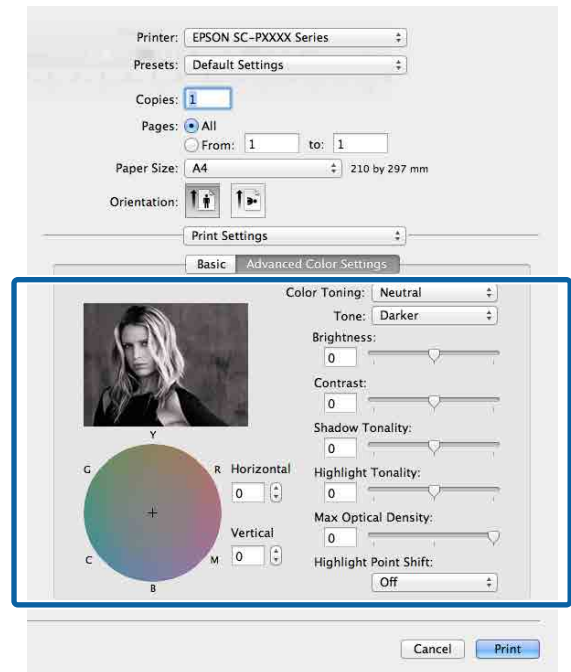 Printer: EPSON SC-PXXXX Series
Presets: Default Settings
Copies: 1
Pages: All
From: 1 to: 1
Paper Size: A4 210 by 297 mm
Orientation:
Print Settings
Basic Advanced Color Settings
Color Toning: Neutral
Tone: Darker
Brightness:
0
Contrast:
0
Shadow Tonality:
0
Highlight Tonality:
0
Max Optical Density:
0
Highlight Point Shift:
Off
Y
G R
C M
B
Horizontal
0
Vertical
0
Cancel Print